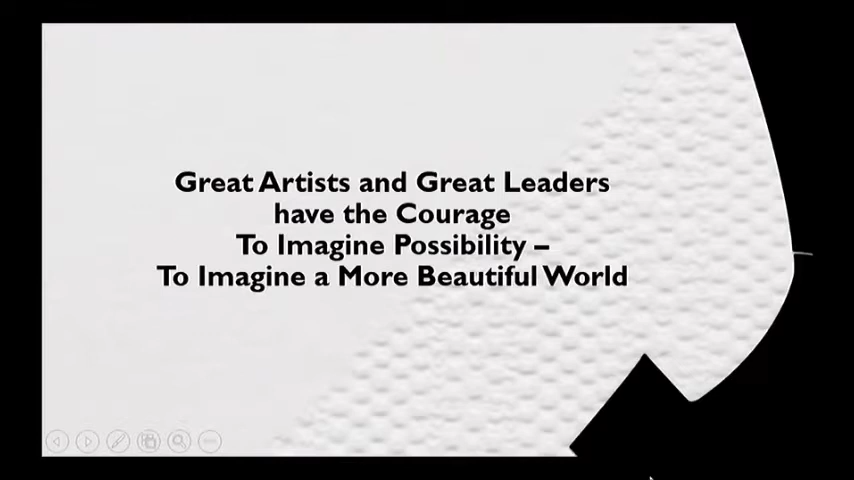 Great Artists and Great Leaders
have the Courage
To Imagine Possibility –
To Imagine a More Beautiful World